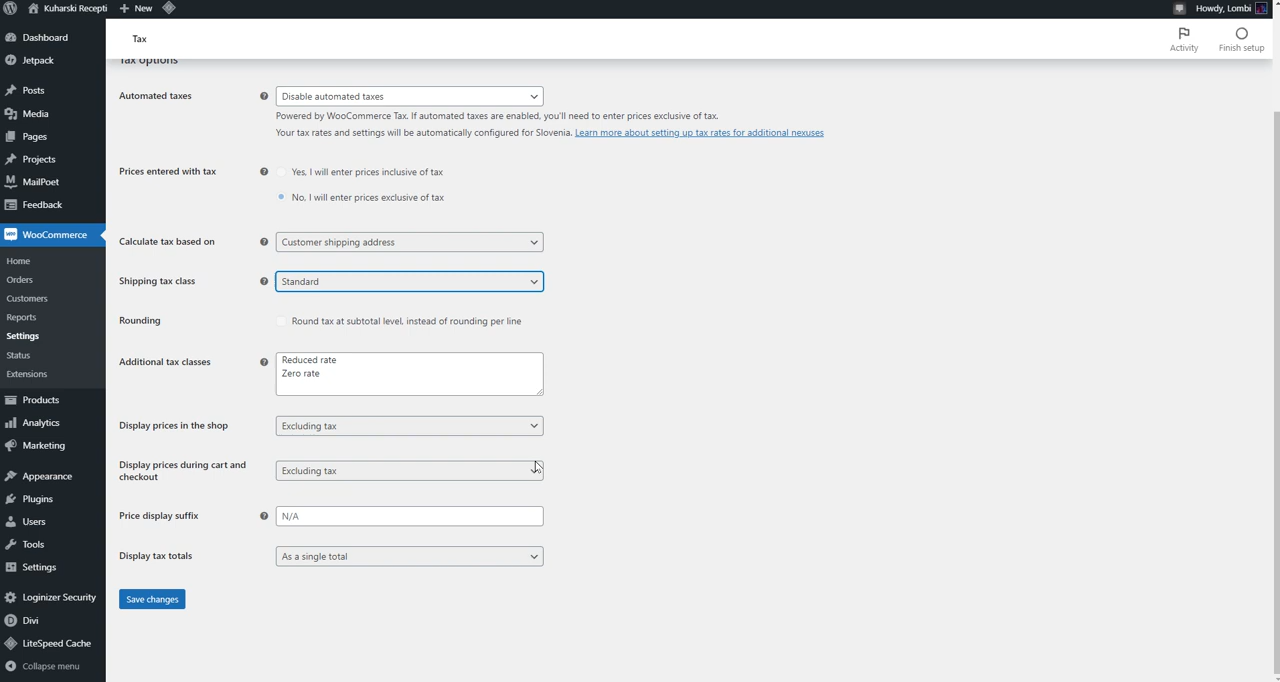 Kuharski Recepti
New
Howdy, Lombi
Dashboard
Jetpack
Posts
Media
Pages
Projects
MailPoet
Feedback
WooCommerce
Home
Orders
Customers
Reports
Settings
Status
Extensions
Products
Analytics
Marketing
Appearance
Plugins
Users
Tools
Settings
Loginizer Security
Divi
LiteSpeed Cache
Collapse menu
Tax
Activity
Finish setup
Tax options
Automated taxes
Disable automated taxes
Powered by WooCommerce Tax. If automated taxes are enabled, you'll need to enter prices exclusive of tax.
Your tax rates and settings will be automatically configured for Slovenia. Learn more about setting up tax rates for additional nexuses
Prices entered with tax
Yes, I will enter prices inclusive of tax
No, I will enter prices exclusive of tax
Calculate tax based on
Customer shipping address
Shipping tax class
Standard
Rounding
Round tax at subtotal level, instead of rounding per line
Additional tax classes
Reduced rate
Zero rate
Display prices in the shop
Excluding tax
Display prices during cart and
checkout
Excluding tax
Price display suffix
N/A
Display tax totals
As a single total
Save changes